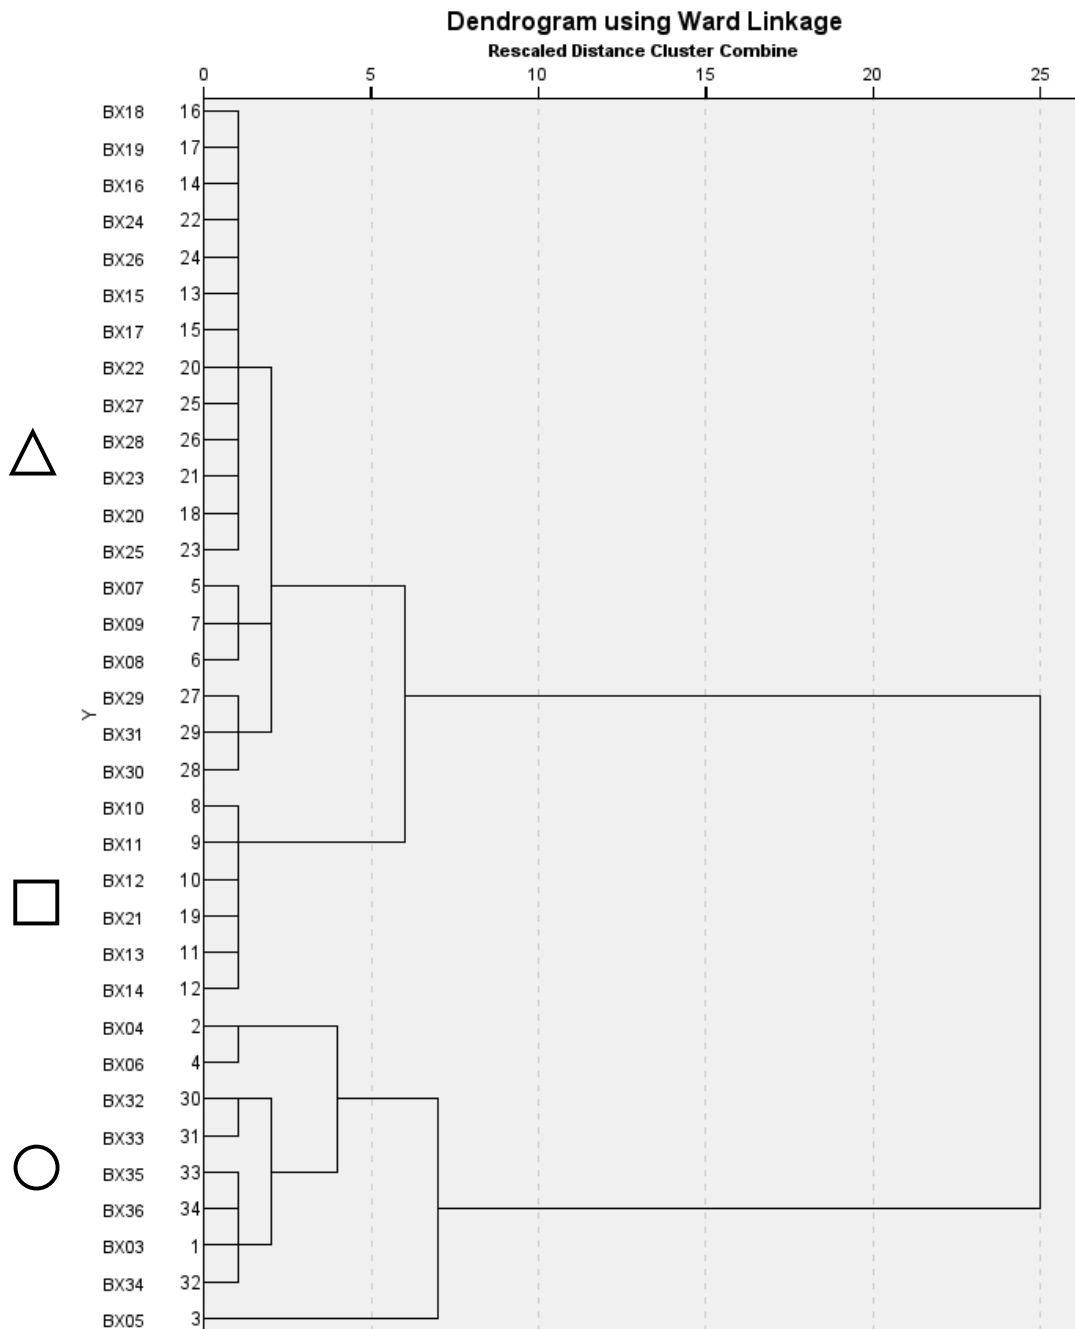 Dendrogram using Ward Linkage
Rescaled Distance Cluster Combine
0 5 10 15 20 25
BX18 16
BX19 17
BX16 14
BX24 22
BX26 24
BX15 13
BX17 15
BX22 20
BX27 25
BX28 26
BX23 21
BX20 18
BX25 23
BX07 5
BX09 7
BX08 6
BX29 27
Y
BX31 29
BX30 28
BX10 8
BX11 9
BX12 10
BX21 19
BX13 11
BX14 12
BX04 2
BX06 4
BX32 30
BX33 31
BX35 33
BX36 34
BX03 1
BX34 32
BX05 3